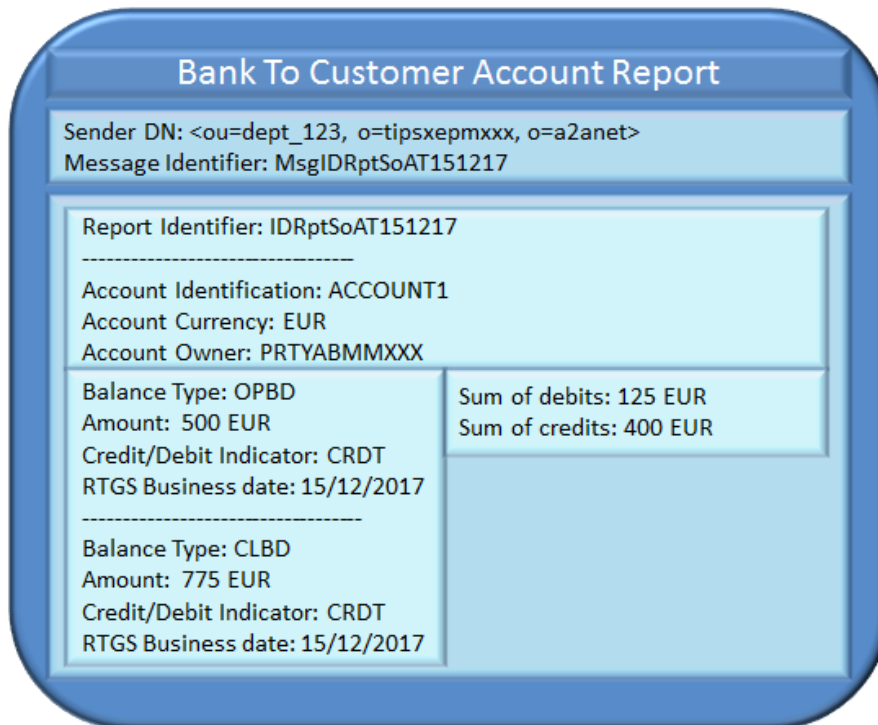 Bank To Customer Account Report
Sender DN: <ou=dept_123, o=tipsxepmxxx, o=a2anet>
Message Identifier: MsgIDRptSoAT151217
Report Identifier: IDRptSoAT151217
---------------------------------
Account Identification: ACCOUNT1
Account Currency: EUR
Account Owner: PRTYABMMXXX
Balance Type: OPBD
Amount: 500 EUR
Credit/Debit Indicator: CRDT
RTGS Business date: 15/12/2017
----------------------------------
Balance Type: CLBD
Amount: 775 EUR
Credit/Debit Indicator: CRDT
RTGS Business date: 15/12/2017
Sum of debits: 125 EUR
Sum of credits: 400 EUR